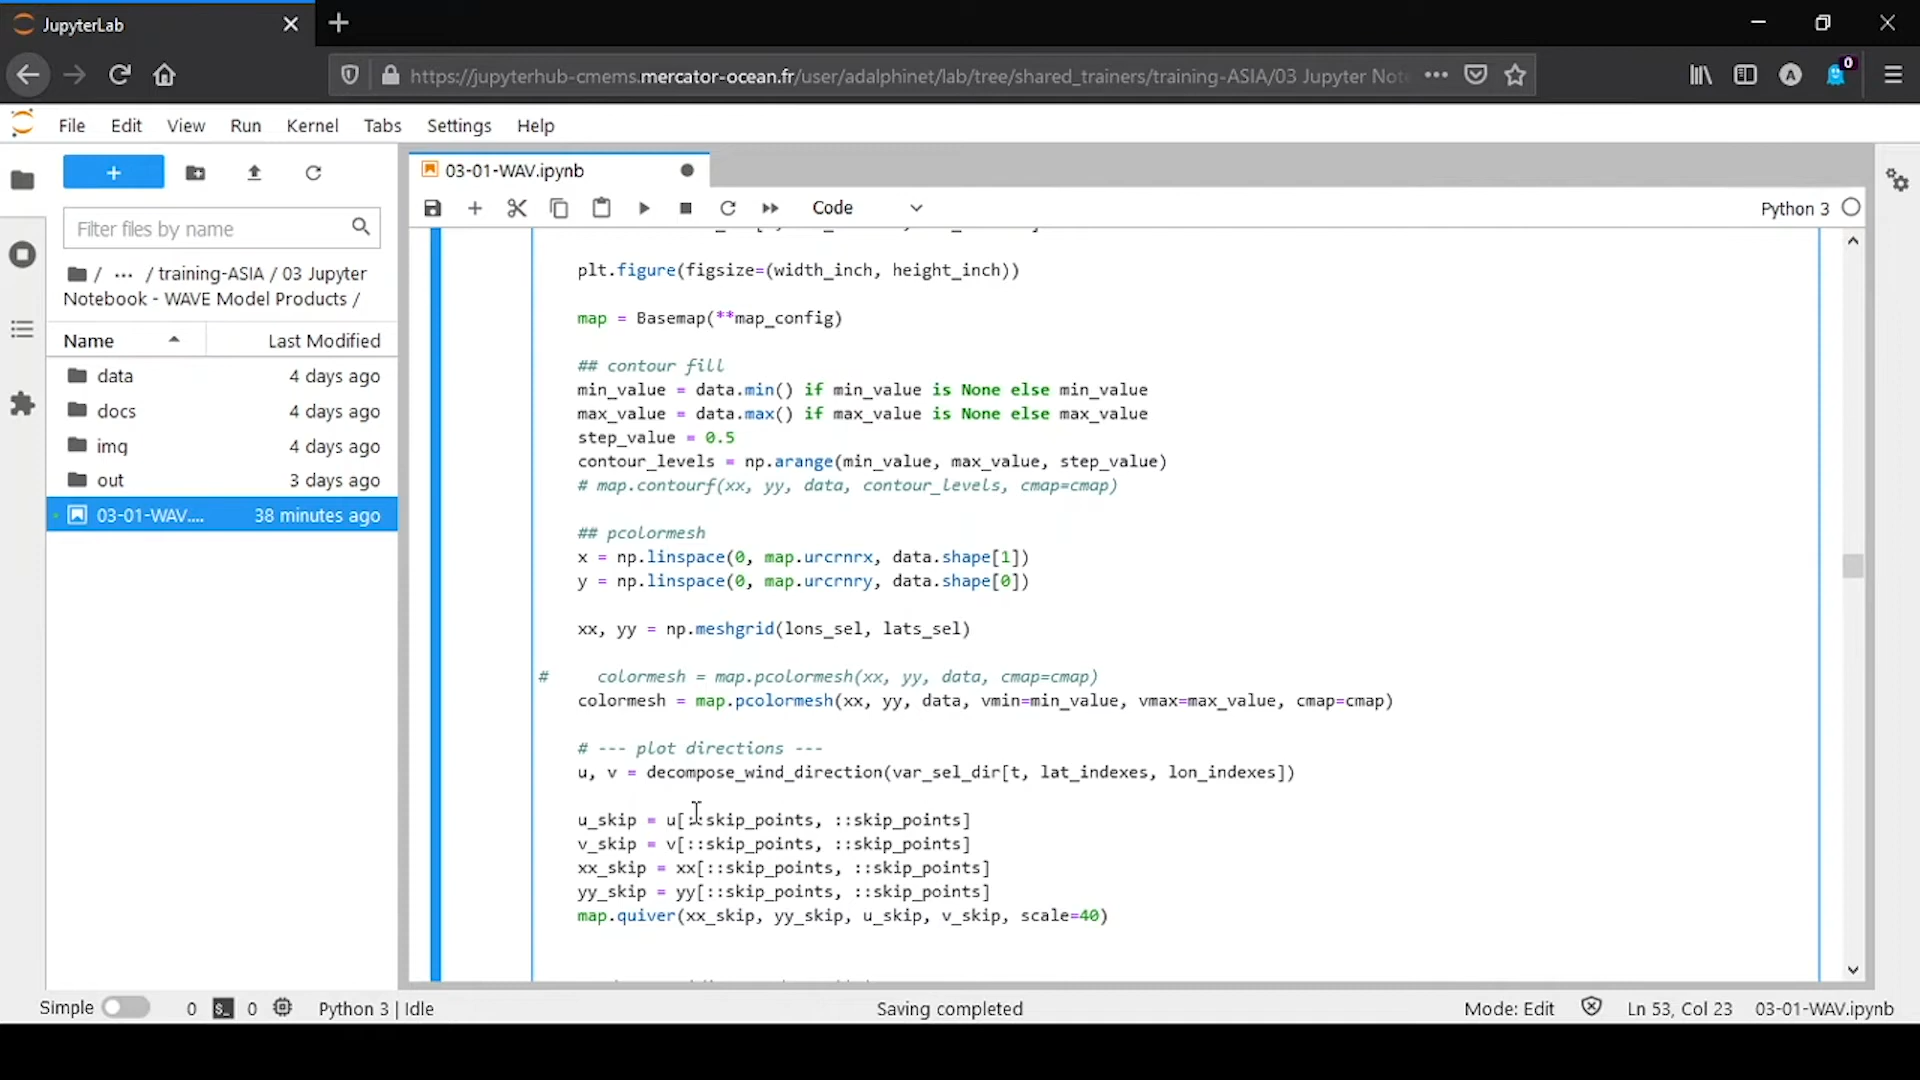 JupyterLab
https://jupyterhub-cmems.mercator-ocean.fr/user/adalphinet/lab/tree/shared_trainers/training-ASIA/03 Jupyter Not
A
0
File Edit View Run Kernel Tabs Settings Help
03-01-WAV.ipynb
Filter files by name
Code
Python 3
/ ... / training-ASIA / 03 Jupyter
Notebook - WAVE Model Products /
Name Last Modified
data 4 days ago
docs 4 days ago
img 4 days ago
out 3 days ago
03-01-WAV.... 38 minutes ago
plt.figure(figsize=(width_inch, height_inch))
map = Basemap(**map_config)
## contour fill
min_value = data.min() if min_value is None else min_value
max_value = data.max() if max_value is None else max_value
step_value = 0.5
contour_levels = np.arange(min_value, max_value, step_value)
# map.contourf(xx, yy, data, contour_levels, cmap=cmap)
## pcolormesh
x = np.linspace(0, map.urcrnrx, data.shape[1])
y = np.linspace(0, map.urcrnry, data.shape[0])
xx, yy = np.meshgrid(lons_sel, lats_sel)
# colormesh = map.pcolormesh(xx, yy, data, cmap=cmap)
colormesh = map.pcolormesh(xx, yy, data, vmin=min_value, vmax=max_value, cmap=cmap)
# --- plot directions ---
u, v = decompose_wind_direction(var_sel_dir[t, lat_indexes, lon_indexes])
u_skip = u[::skip_points, ::skip_points]
v_skip = v[::skip_points, ::skip_points]
xx_skip = xx[::skip_points, ::skip_points]
yy_skip = yy[::skip_points, ::skip_points]
map.quiver(xx_skip, yy_skip, u_skip, v_skip, scale=40)
Simple 0 0 Python 3 | Idle Saving completed Mode: Edit Ln 53, Col 23 03-01-WAV.ipynb